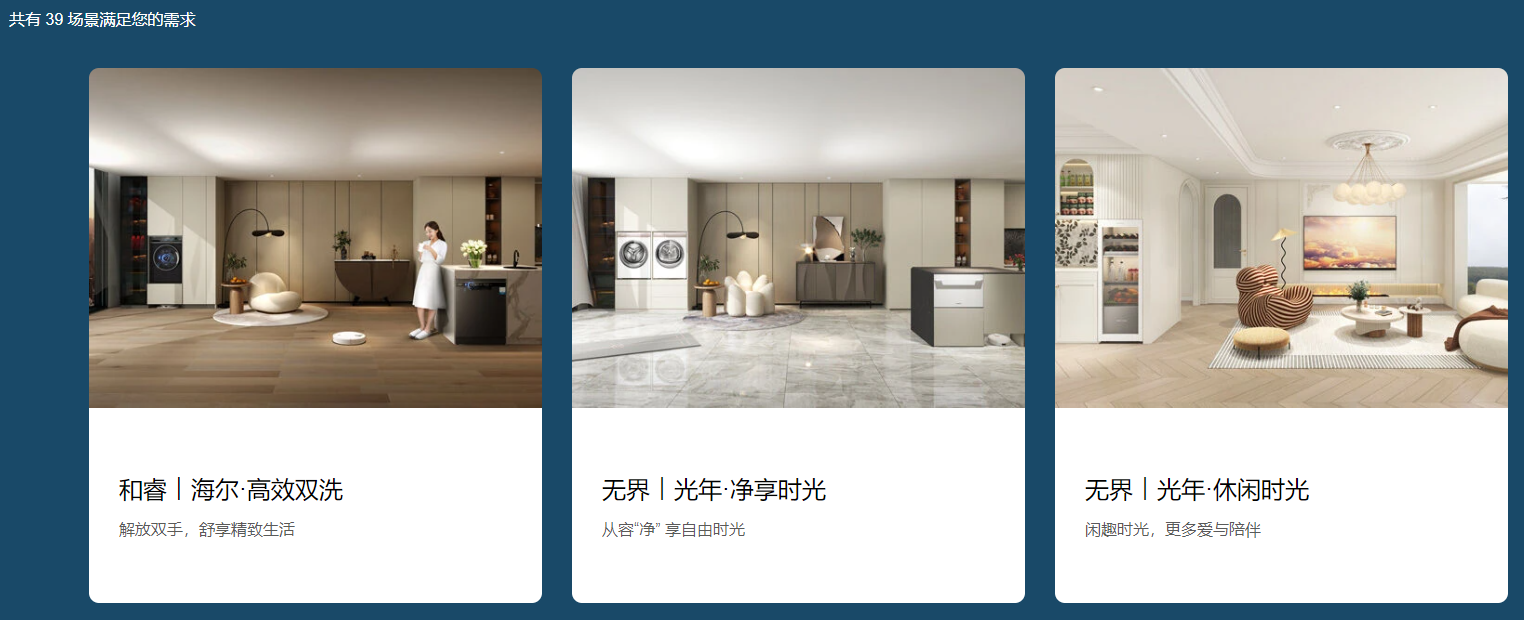 共有 39 场景满足您的需求
和睿丨海尔·高效双洗
解放双手，舒享精致生活
无界丨光年·净享时光
从容“净” 享自由时光
无界丨光年·休闲时光
闲趣时光，更多爱与陪伴